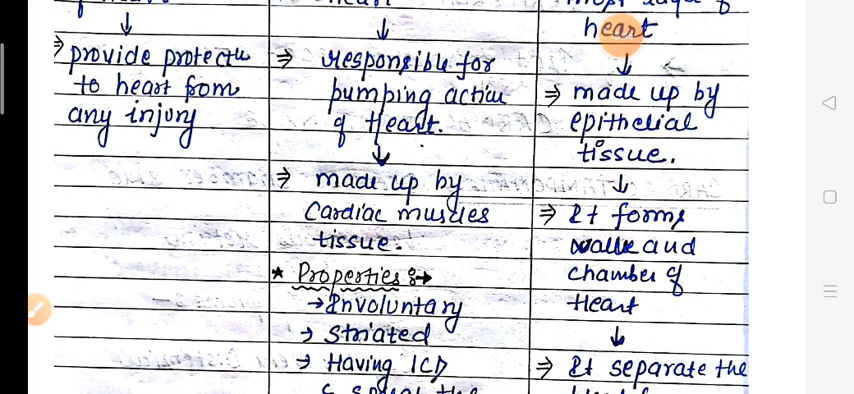 heart
⇒ provide protectn
to heart from
any injury
⇒ responsible for
pumping action
of Heart.
⇒ made up by
Cardiac muscles
tissue.
* Properties :→
→ Involuntary
→ Striated
→ Having ICD
⇒ made up by
epithelial
tissue.
⇒ It forms
walls and
chamber of
Heart
⇒ It separate the